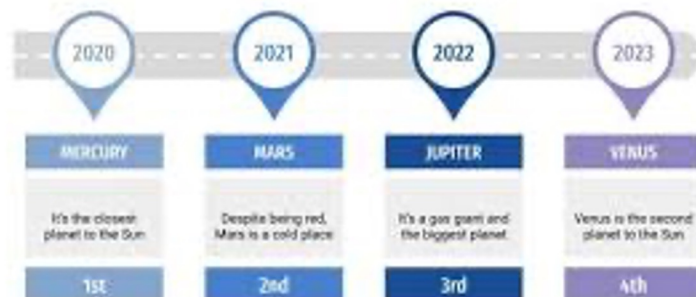 2020
2021
2022
2023
MERCURY
MARS
JUPITER
VENUS
It's the closest
planet to the Sun
Despite being red,
Mars is a cold place
It's a gas giant and
the biggest planet
Venus is the second
planet to the Sun
1st
2nd
3rd
4th